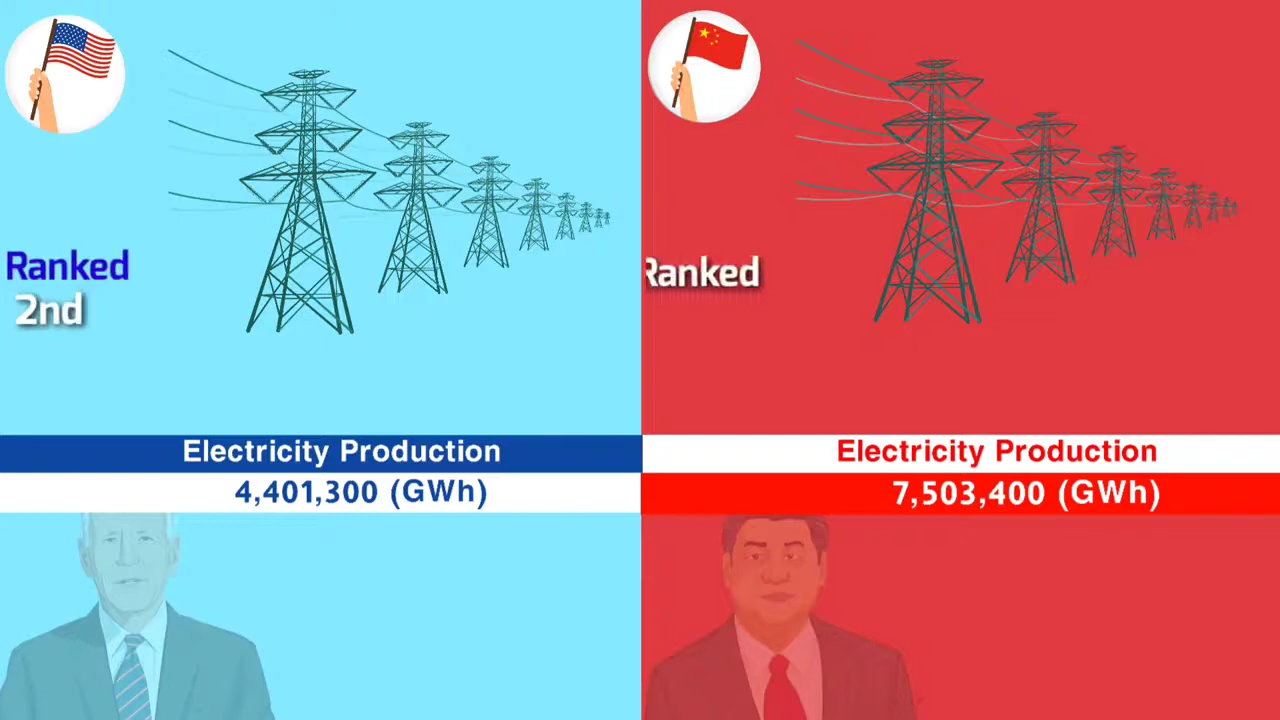 Ranked
2nd
Electricity Production
4,401,300 (GWh)
Ranked
Electricity Production
7,503,400 (GWh)